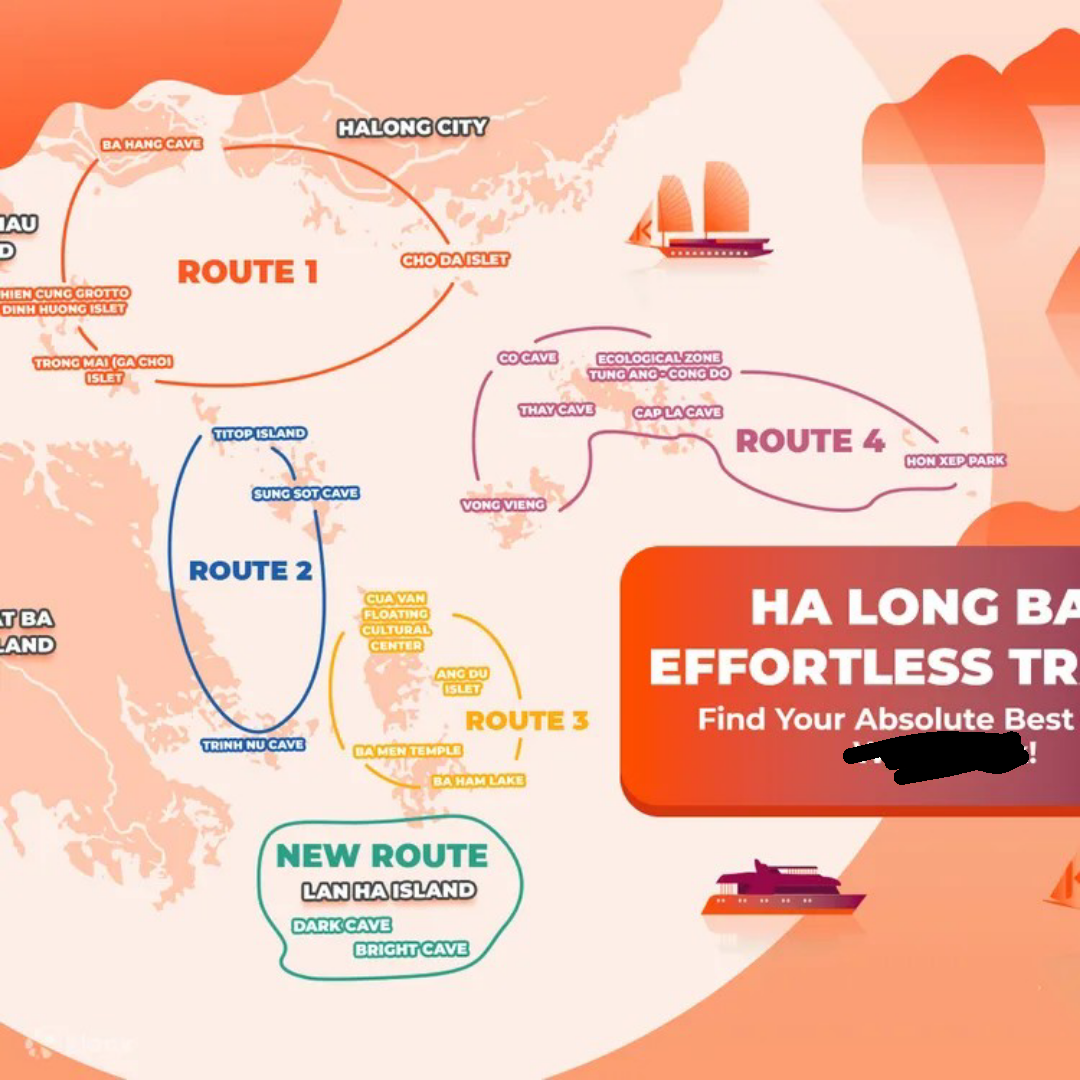 BA HANG CAVE
HALONG CITY
HAU
D
ROUTE 1
CHO DA ISLET
HIEN CUNG GROTTO
DINH HUONG ISLET
TRONG MAI (GA CHOI
ISLET
CO CAVE
ECOLOGICAL ZONE
TUNG ANG - CONG DO
THAY CAVE
CAP LA CAVE
ROUTE 4
HON XEP PARK
VONG VIENG
TITOP ISLAND
SUNG SOT CAVE
ROUTE 2
TRINH NU CAVE
AT BA
LAND
CUA VAN
FLOATING
CULTURAL
CENTER
ANG DU
ISLET
ROUTE 3
BA MEN TEMPLE
BA HAM LAKE
NEW ROUTE
LAN HA ISLAND
DARK CAVE
BRIGHT CAVE
HA LONG BA
EFFORTLESS TR
Find Your Absolute Best
!